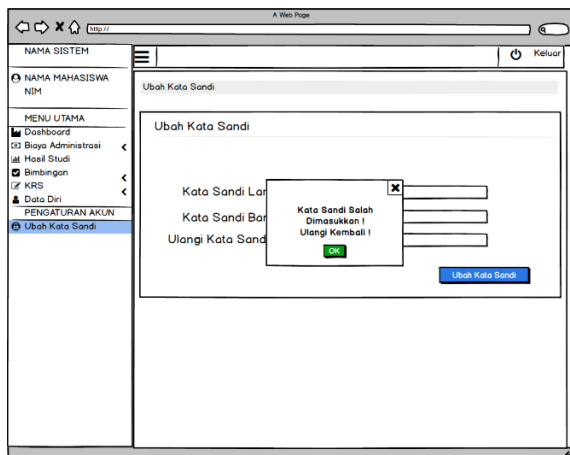 A Web Page
http://
NAMA SISTEM
Keluar
NAMA MAHASISWA
NIM
MENU UTAMA
Dashboard
Biaya Administrasi
Hasil Studi
Bimbingan
KRS
Data Diri
PENGATURAN AKUN
Ubah Kata Sandi
Ubah Kata Sandi
Ubah Kata Sandi
Kata Sandi Lar
Kata Sandi Bar
Ulangi Kata Sand
Kata Sandi Salah
Dimasukkan !
Ulangi Kembali !
OK
Ubah Kata Sandi